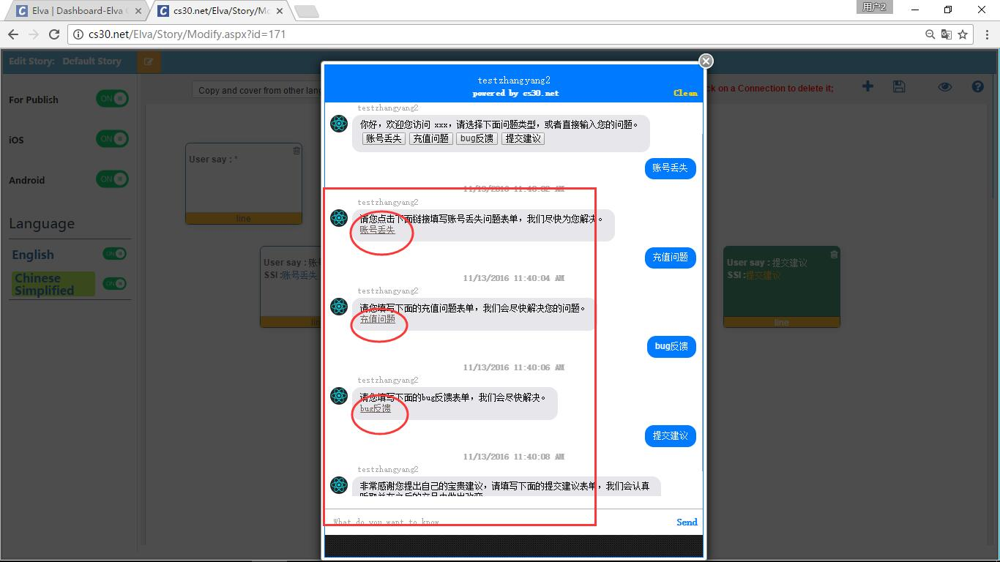 Elva | Dashboard-Elva
cs30.net/Elva/Story/Mo
用户2
cs30.net/Elva/Story/Modify.aspx?id=171
Edit Story: Default Story
For Publish ON
iOS ON
Android ON
Language
English ON
Chinese Simplified ON
Copy and cover from other lan
ck on a Connection to delete it;
User say : *
line
User say : 账
SSI :账号丢失
lin
User say : 提交建议
SSI :提交建议
line
testzhangyang2
powered by cs30.net
Clean
testzhangyang2
你好，欢迎您访问 xxx，请选择下面问题类型，或者直接输入您的问题。
账号丢失 充值问题 bug反馈 提交建议
账号丢失
11/13/2016 11:40:02 AM
testzhangyang2
请您点击下面链接填写账号丢失问题表单，我们尽快为您解决。
账号丢失
充值问题
11/13/2016 11:40:04 AM
testzhangyang2
请您填写下面的充值问题表单，我们会尽快解决您的问题。
充值问题
bug反馈
11/13/2016 11:40:06 AM
testzhangyang2
请您填写下面的bug反馈表单，我们会尽快解决。
bug反馈
提交建议
11/13/2016 11:40:08 AM
testzhangyang2
非常感谢您提出自己的宝贵建议，请填写下面的提交建议表单，我们会认真
What do you want to know
Send